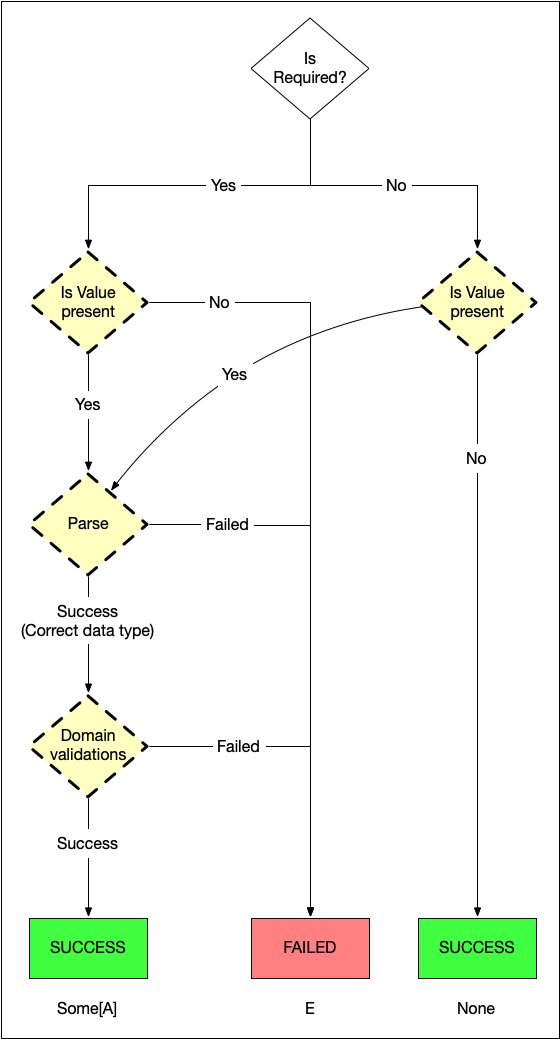 Is
Required?
Yes
No
Is Value
present
No
Is Value
present
Yes
Yes
No
Parse
Failed
Success
(Correct data type)
Domain
validations
Failed
Success
SUCCESS
FAILED
SUCCESS
Some[A]
E
None